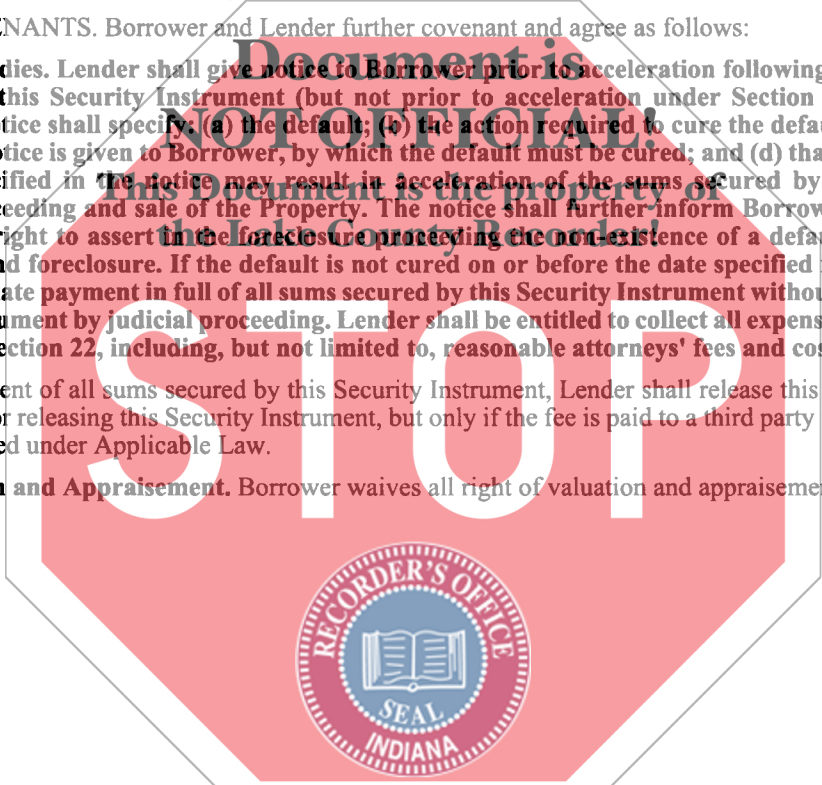 ENANTS. Borrower and Lender further covenant and agree as follows:
dies. Lender shall give notice to Borrower prior to acceleration following
this Security Instrument (but not prior to acceleration under Section
tice shall specify: (a) the default; (b) the action required to cure the defau
otice is given to Borrower, by which the default must be cured; and (d) tha
ified in the notice may result in acceleration of the sums secured by
ceeding and sale of the Property. The notice shall further inform Borrow
right to assert in the foreclosure proceeding the non-existence of a defau
nd foreclosure. If the default is not cured on or before the date specified
ate payment in full of all sums secured by this Security Instrument withou
ument by judicial proceeding. Lender shall be entitled to collect all expens
ection 22, including, but not limited to, reasonable attorneys' fees and cos
ent of all sums secured by this Security Instrument, Lender shall release this
or releasing this Security Instrument, but only if the fee is paid to a third party
ed under Applicable Law.
n and Appraisement. Borrower waives all right of valuation and appraiseme
Document is
NOT OFFICIAL!
This Document is the property of
the Lake County Recorder!
STOP
RECORDER'S OFFICE
SEAL
INDIANA